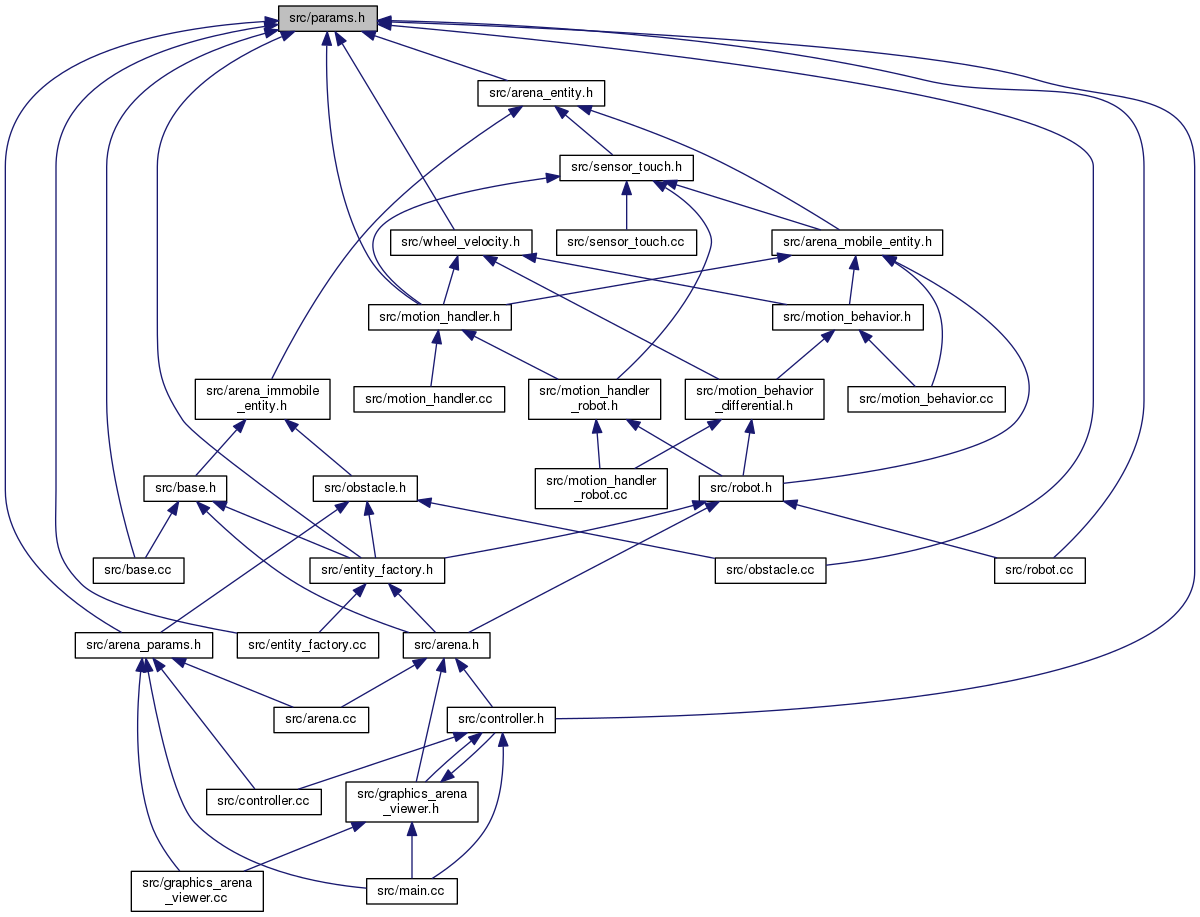 src/params.h
src/arena_entity.h
src/sensor_touch.h
src/wheel_velocity.h
src/sensor_touch.cc
src/arena_mobile_entity.h
src/motion_handler.h
src/motion_behavior.h
src/arena_immobile
_entity.h
src/motion_handler.cc
src/motion_handler
_robot.h
src/motion_behavior
_differential.h
src/motion_behavior.cc
src/base.h
src/obstacle.h
src/motion_handler
_robot.cc
src/robot.h
src/base.cc
src/entity_factory.h
src/obstacle.cc
src/robot.cc
src/arena_params.h
src/entity_factory.cc
src/arena.h
src/arena.cc
src/controller.h
src/controller.cc
src/graphics_arena
_viewer.h
src/graphics_arena
_viewer.cc
src/main.cc